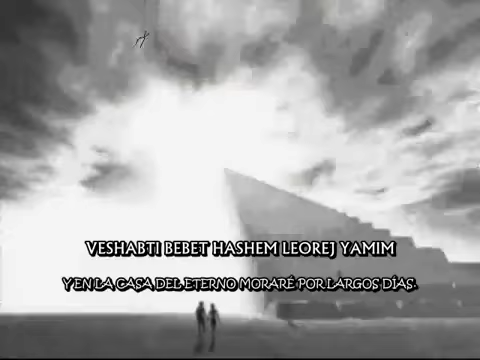 VESHABTI BEBET HASHEM LEOREJ YAMIM
Y EN LA CASA DEL ETERNO MORARÉ POR LARGOS DÍAS.